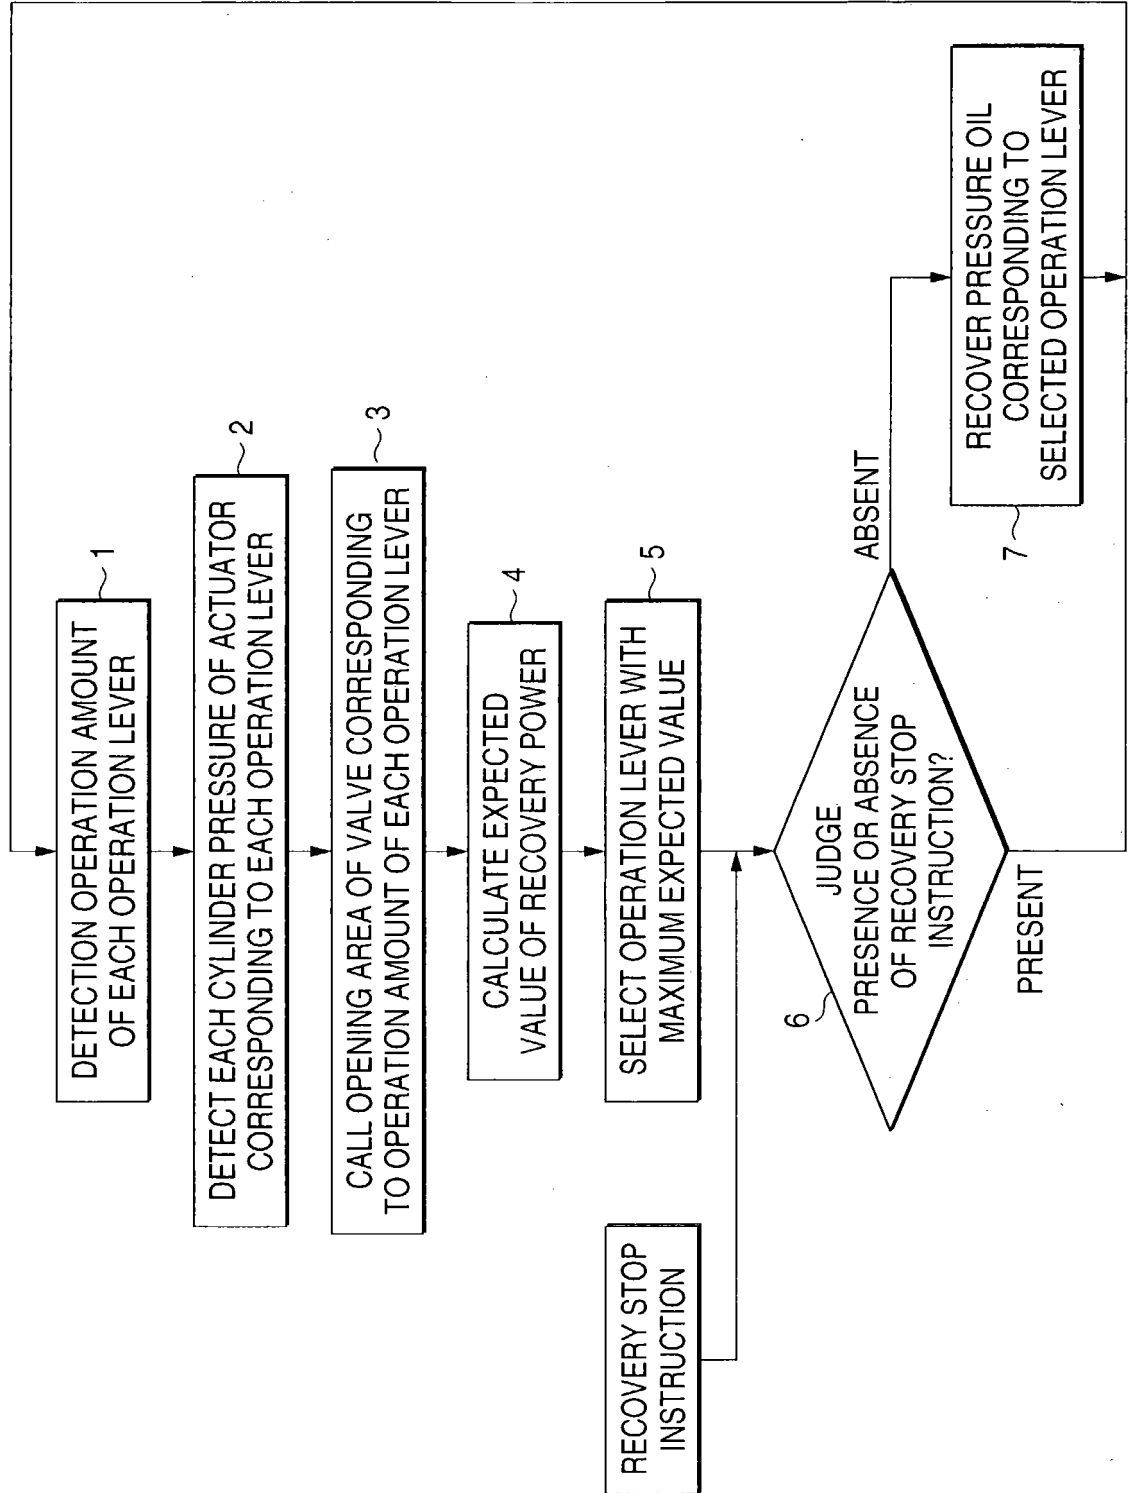 DETECTION OPERATION AMOUNT
OF EACH OPERATION LEVER
1
DETECT EACH CYLINDER PRESSURE OF ACTUATOR
CORRESPONDING TO EACH OPERATION LEVER
2
CALL OPENING AREA OF VALVE CORRESPONDING
TO OPERATION AMOUNT OF EACH OPERATION LEVER
3
CALCULATE EXPECTED
VALUE OF RECOVERY POWER
4
SELECT OPERATION LEVER WITH
MAXIMUM EXPECTED VALUE
5
RECOVERY STOP
INSTRUCTION
6
JUDGE
PRESENCE OR ABSENCE
OF RECOVERY STOP
INSTRUCTION?
ABSENT
PRESENT
RECOVER PRESSURE OIL
CORRESPONDING TO
SELECTED OPERATION LEVER
7